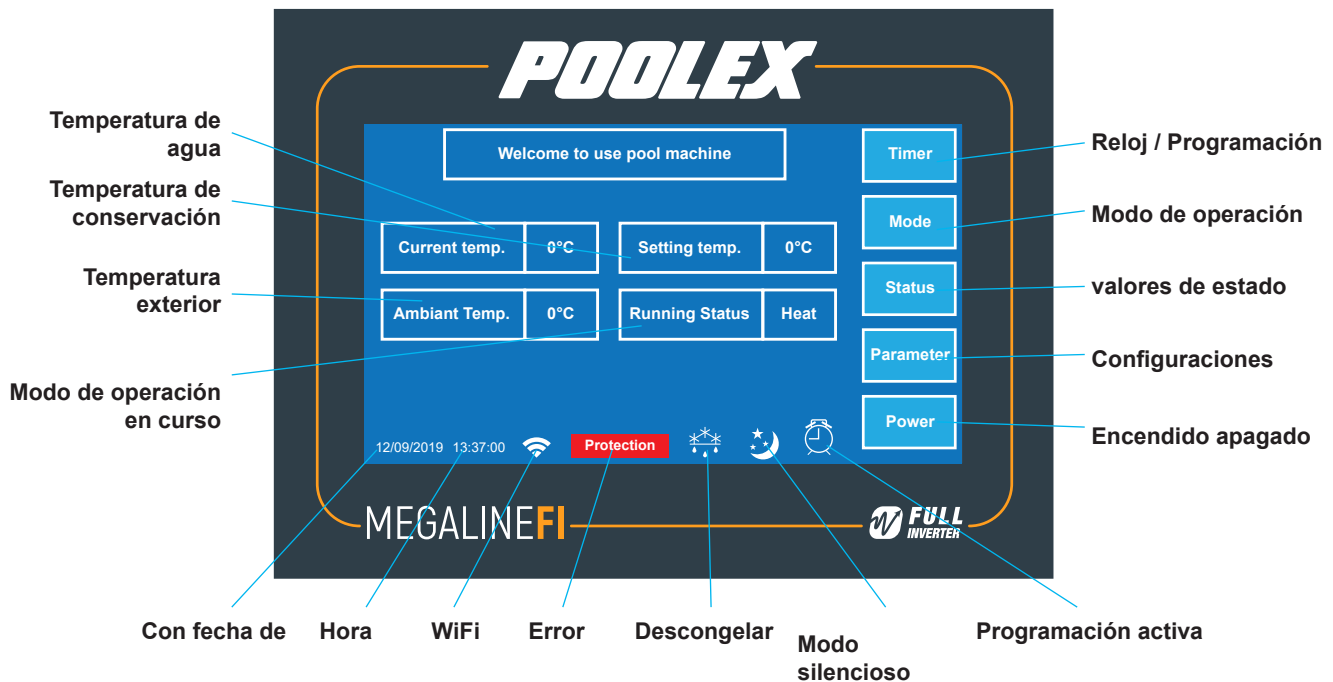 POOLEX
Temperatura de
agua
Welcome to use pool machine
Timer
Reloj / Programación
Temperatura de
conservación
Mode
Modo de operación
Current temp.
0°C
Setting temp.
0°C
Temperatura
exterior
Status
valores de estado
Ambiant Temp.
0°C
Running Status
Heat
Parameter
Configuraciones
Modo de operación
en curso
Power
Encendido apagado
12/09/2019 13:37:00
Protection
MEGALINEFI
FULL
INVERTER
Con fecha de
Hora
WiFi
Error
Descongelar
Modo
silencioso
Programación activa